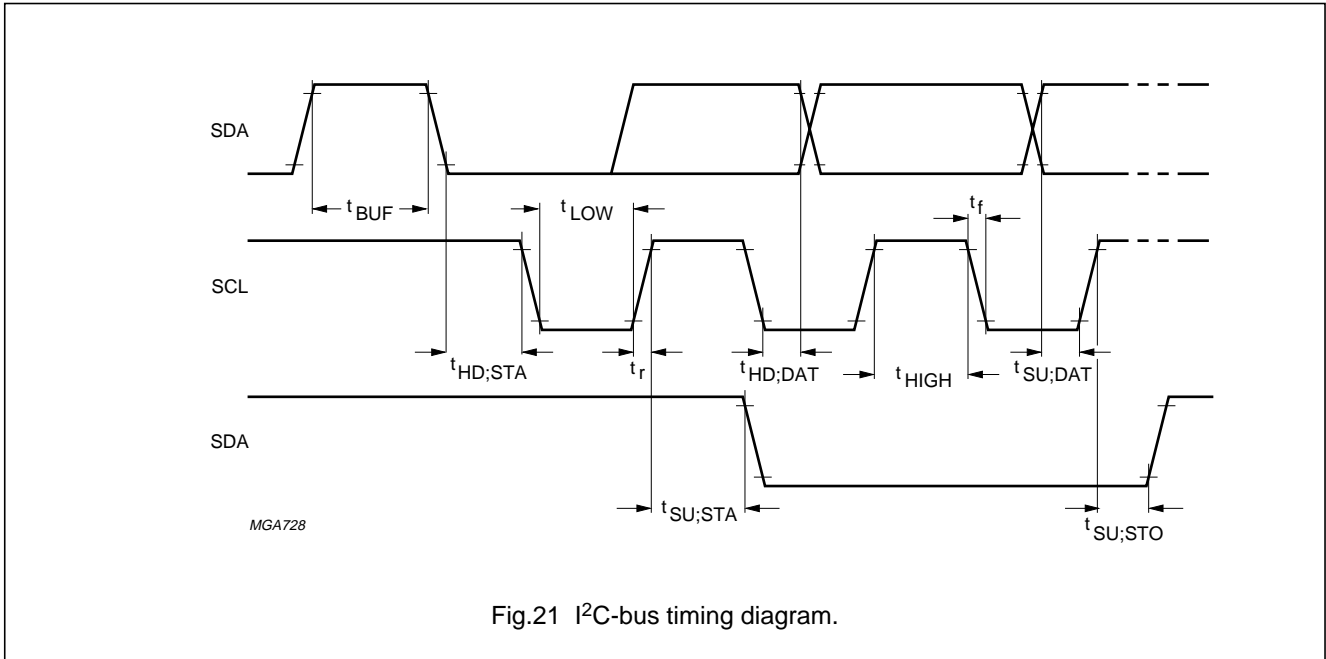 SDA
t BUF
t LOW
t f
SCL
t HD;STA
t r
t HD;DAT
t HIGH
t SU;DAT
SDA
t SU;STA
t SU;STO
MGA728
Fig.21 I²C-bus timing diagram.